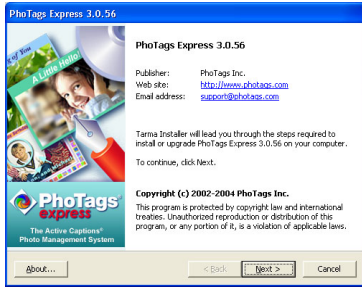 PhoTags Express 3.0.56
of You
A Little Hello!
PhoTags Express 3.0.56
Publisher: PhoTags Inc.
Web site: http://www.photags.com
Email address: support@photags.com
Tarma Installer will lead you through the steps required to
install or upgrade PhoTags Express 3.0.56 on your computer.
To continue, click Next.
Copyright (c) 2002-2004 PhoTags Inc.
This program is protected by copyright law and international
treaties. Unauthorized reproduction or distribution of this
program, or any portion of it, is a violation of applicable laws.
PhoTags
express
The Active Captions®
Photo Management System
About...
< Back
Next >
Cancel